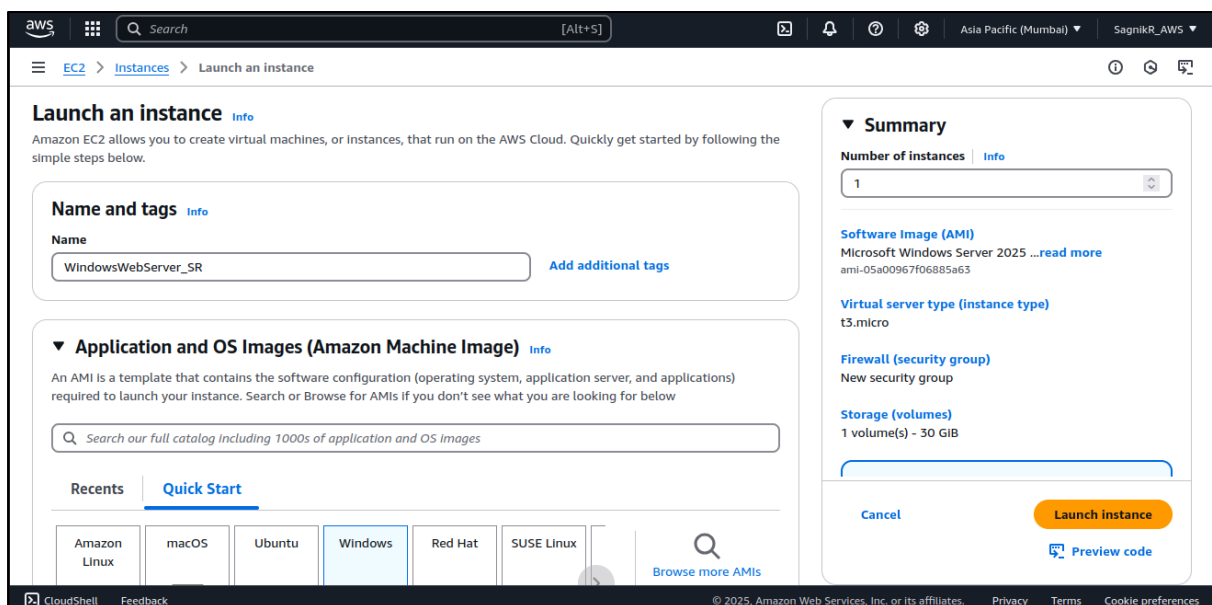 aws
Search [Alt+S]
Asia Pacific (Mumbai) ▼
SagnikR_AWS ▼
EC2 > Instances > Launch an instance
Launch an instance Info
Amazon EC2 allows you to create virtual machines, or instances, that run on the AWS Cloud. Quickly get started by following the
simple steps below.
Name and tags Info
Name
WindowsWebServer_SR
Add additional tags
▼ Application and OS Images (Amazon Machine Image) Info
An AMI is a template that contains the software configuration (operating system, application server, and applications)
required to launch your instance. Search or Browse for AMIs if you don't see what you are looking for below
Search our full catalog including 1000s of application and OS images
Recents
Quick Start
Amazon
Linux
macOS
Ubuntu
Windows
Red Hat
SUSE Linux
Browse more AMIs
▼ Summary
Number of instances Info
1
Software Image (AMI)
Microsoft Windows Server 2025 ...read more
ami-05a00967f06885a63
Virtual server type (instance type)
t3.micro
Firewall (security group)
New security group
Storage (volumes)
1 volume(s) - 30 GiB
Cancel
Launch instance
Preview code
CloudShell Feedback
© 2025, Amazon Web Services, Inc. or its affiliates. Privacy Terms Cookie preferences